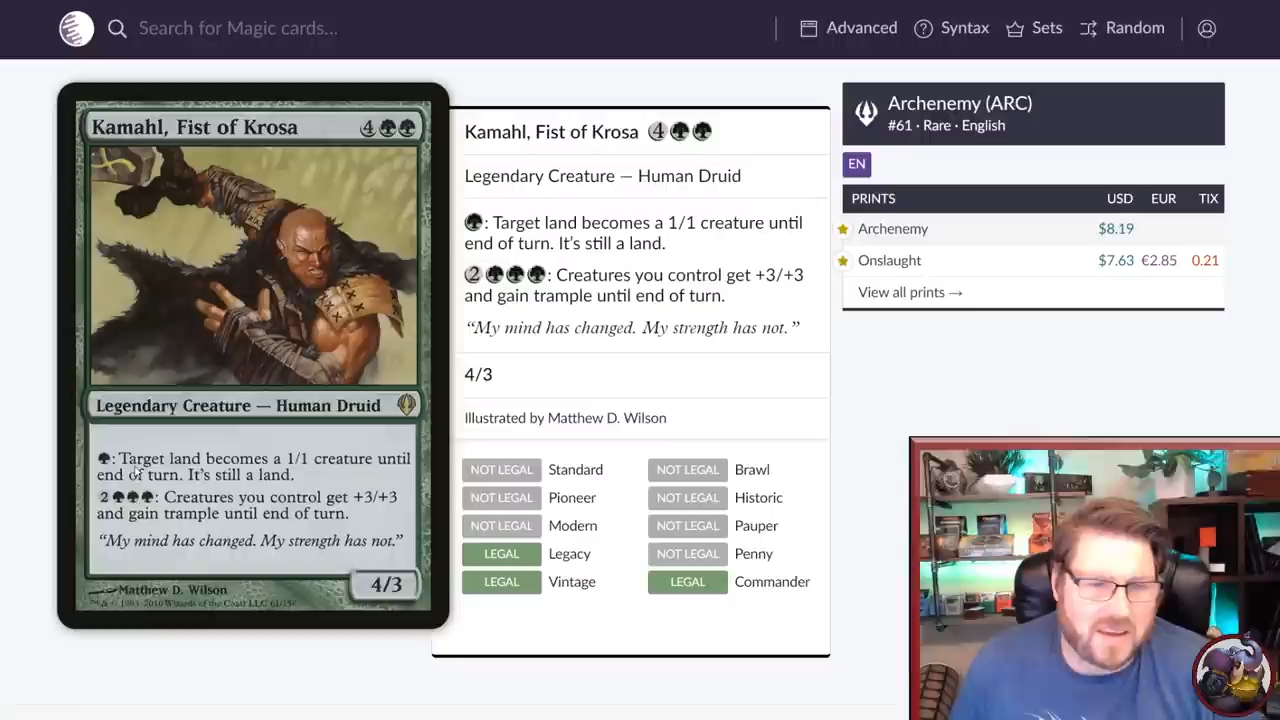 Search for Magic cards...
Advanced
Syntax
Sets
Random
Kamahl, Fist of Krosa 4
Legendary Creature — Human Druid
: Target land becomes a 1/1 creature until
end of turn. It's still a land.
2 : Creatures you control get +3/+3
and gain trample until end of turn.
“My mind has changed. My strength has not.”
Matthew D. Wilson
4/3
Kamahl, Fist of Krosa 4
Legendary Creature — Human Druid
: Target land becomes a 1/1 creature until
end of turn. It's still a land.
2 : Creatures you control get +3/+3
and gain trample until end of turn.
“My mind has changed. My strength has not.”
4/3
Illustrated by Matthew D. Wilson
NOT LEGAL Standard NOT LEGAL Brawl
NOT LEGAL Pioneer NOT LEGAL Historic
NOT LEGAL Modern NOT LEGAL Pauper
LEGAL Legacy NOT LEGAL Penny
LEGAL Vintage LEGAL Commander
Archenemy (ARC)
#61 · Rare · English
EN
PRINTS USD EUR TIX
Archenemy $8.19
Onslaught $7.63 €2.85 0.21
View all prints →